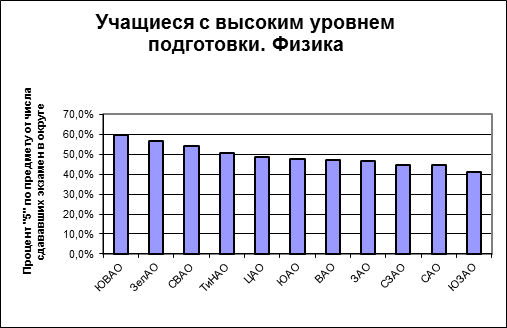 Учащиеся с высоким уровнем
подготовки. Физика
Процент "5" по предмету от числа
сдававших экзамен в округе
70,0%
60,0%
50,0%
40,0%
30,0%
20,0%
10,0%
0,0%
ЮВАО
ЗелАО
СВАО
ТиНАО
ЦАО
ЮАО
ВАО
ЗАО
СЗАО
САО
ЮЗАО